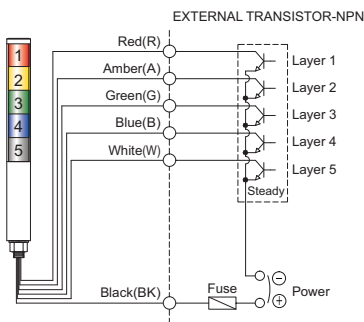 EXTERNAL TRANSISTOR-NPN
Red(R)
Amber(A)
Green(G)
Blue(B)
White(W)
1
2
3
4
5
Layer 1
Layer 2
Layer 3
Layer 4
Layer 5
Steady
Black(BK)
Fuse
Power